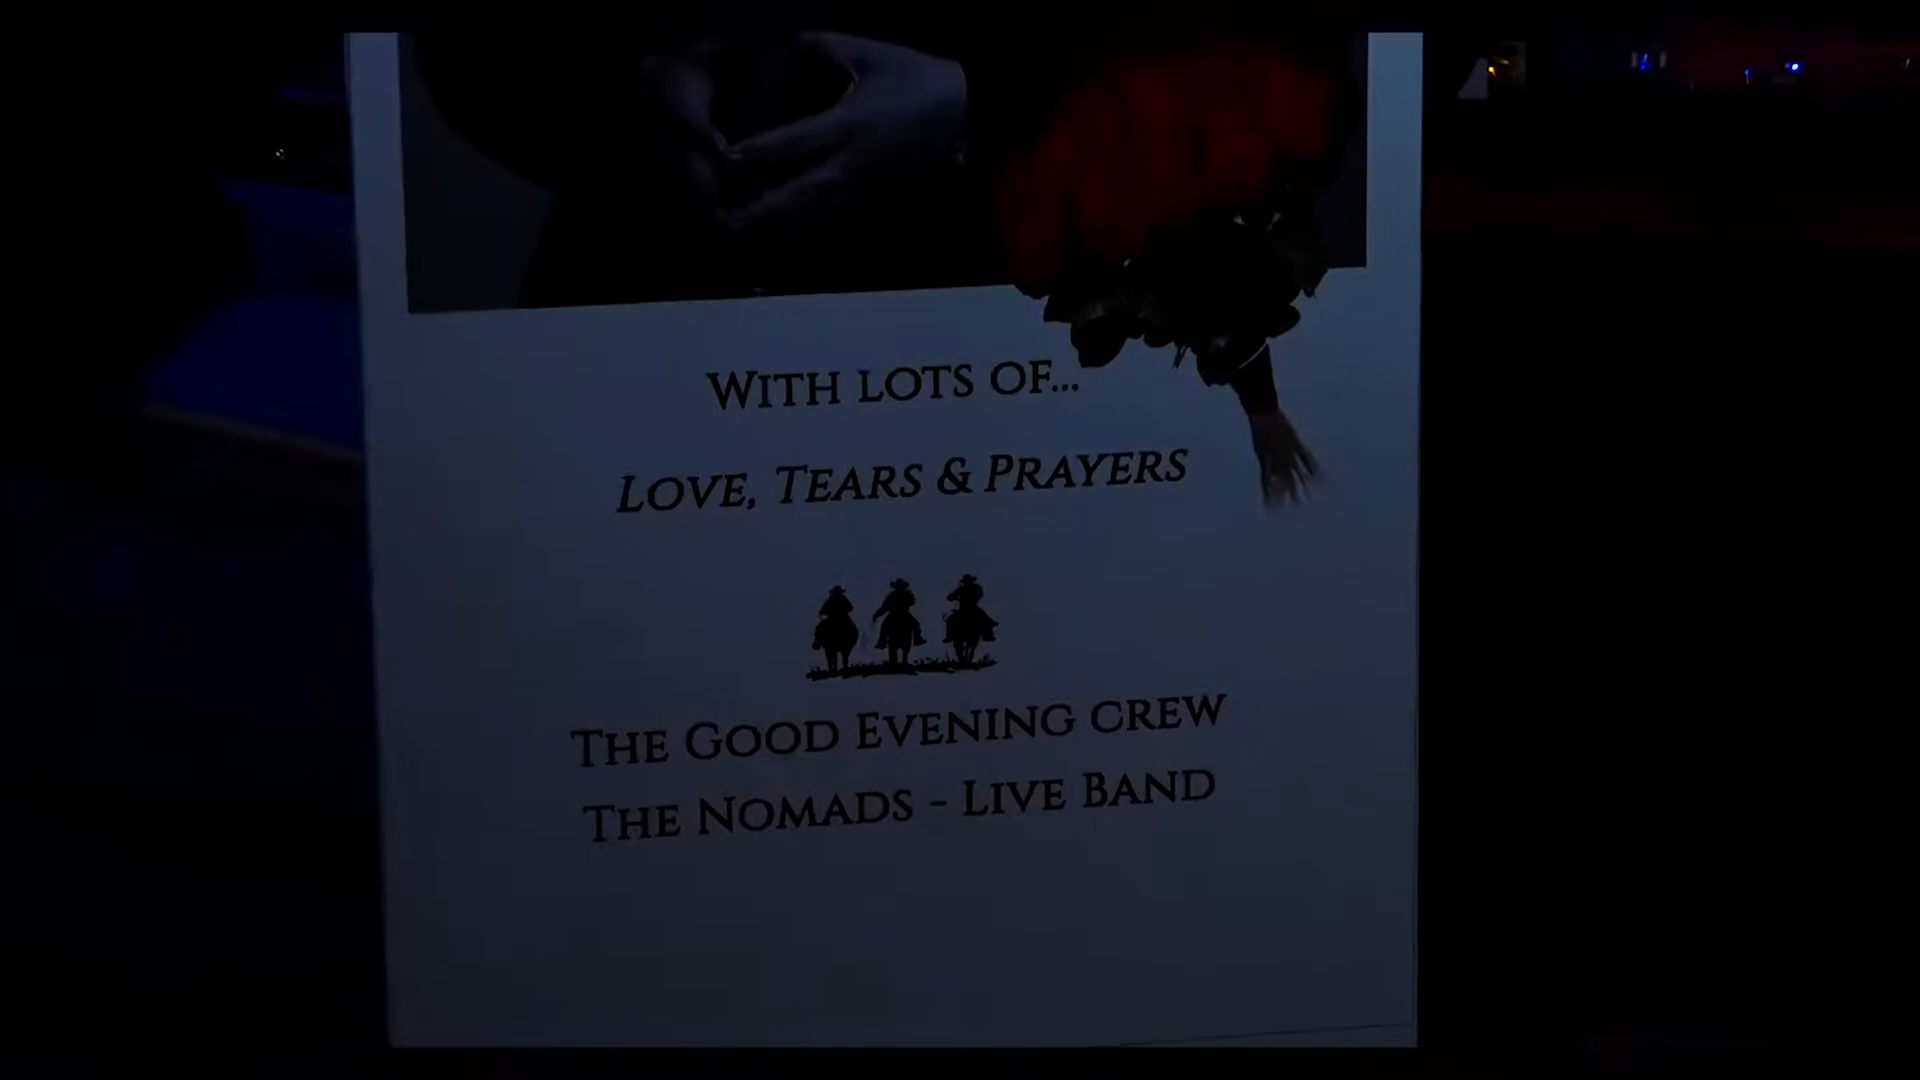 WITH LOTS OF...
LOVE, TEARS & PRAYERS
THE GOOD EVENING CREW
THE NOMADS - LIVE BAND